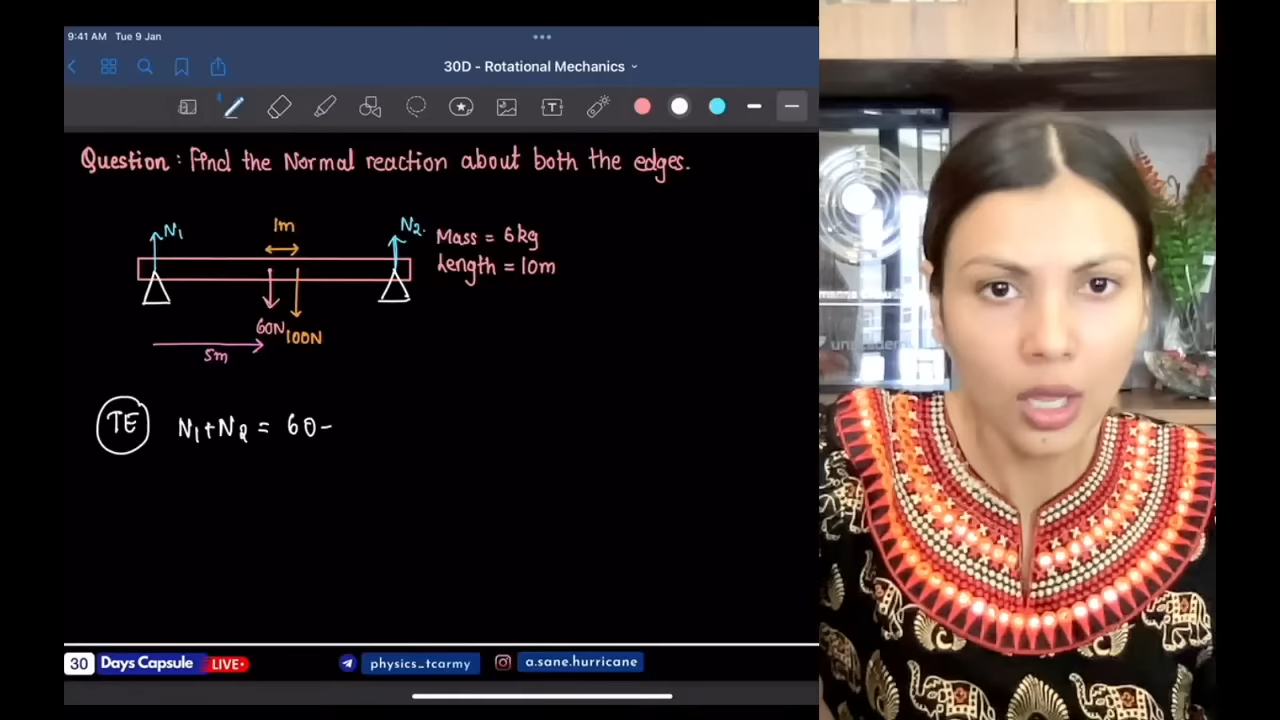 9:41 AM Tue 9 Jan
30D - Rotational Mechanics
Question: Find the Normal reaction about both the edges.
N1
1m
N2.
Mass = 6kg
Length = 10m
60N
100N
5m
TE
N1+N2 = 60-
30 Days Capsule LIVE
physics_tcarmy
a.sane.hurricane